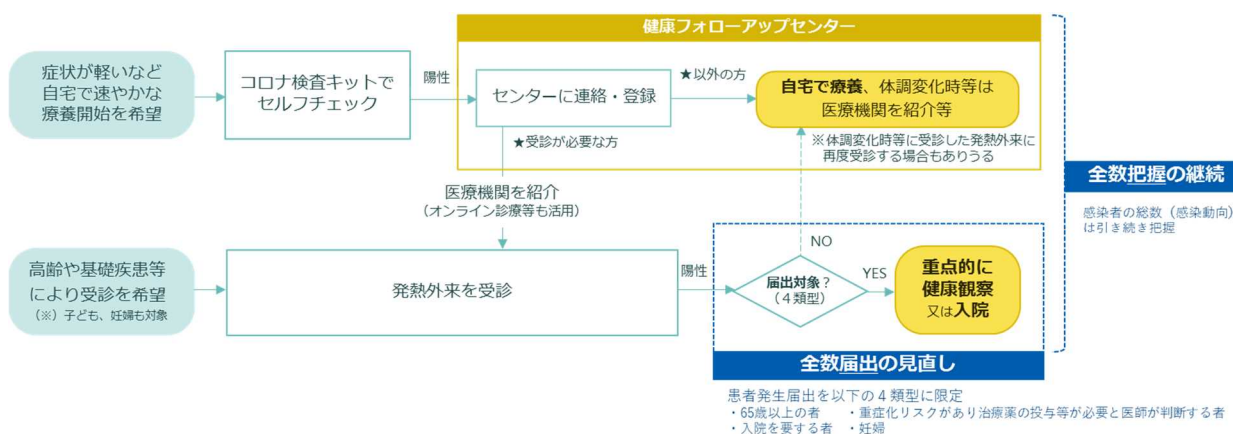 健康フォローアップセンター
症状が軽いなど
自宅で速やかな
療養開始を希望
コロナ検査キットで
セルフチェック
陽性
センターに連絡・登録
★以外の方
自宅で療養、体調変化時等は
医療機関を紹介等
★受診が必要な方
※体調変化時等に受診した発熱外来に
再度受診する場合もありうる
医療機関を紹介
(オンライン診療等も活用)
全数把握の継続
感染者の総数(感染動向)
は引き続き把握
高齢や基礎疾患等
により受診を希望
(※)子ども、妊婦も対象
発熱外来を受診
陽性
NO
届出対象?
(4類型)
YES
重点的に
健康観察
又は入院
全数届出の見直し
患者発生届出を以下の4類型に限定
・65歳以上の者 ・重症化リスクがあり治療薬の投与等が必要と医師が判断する者
・入院を要する者 ・妊婦